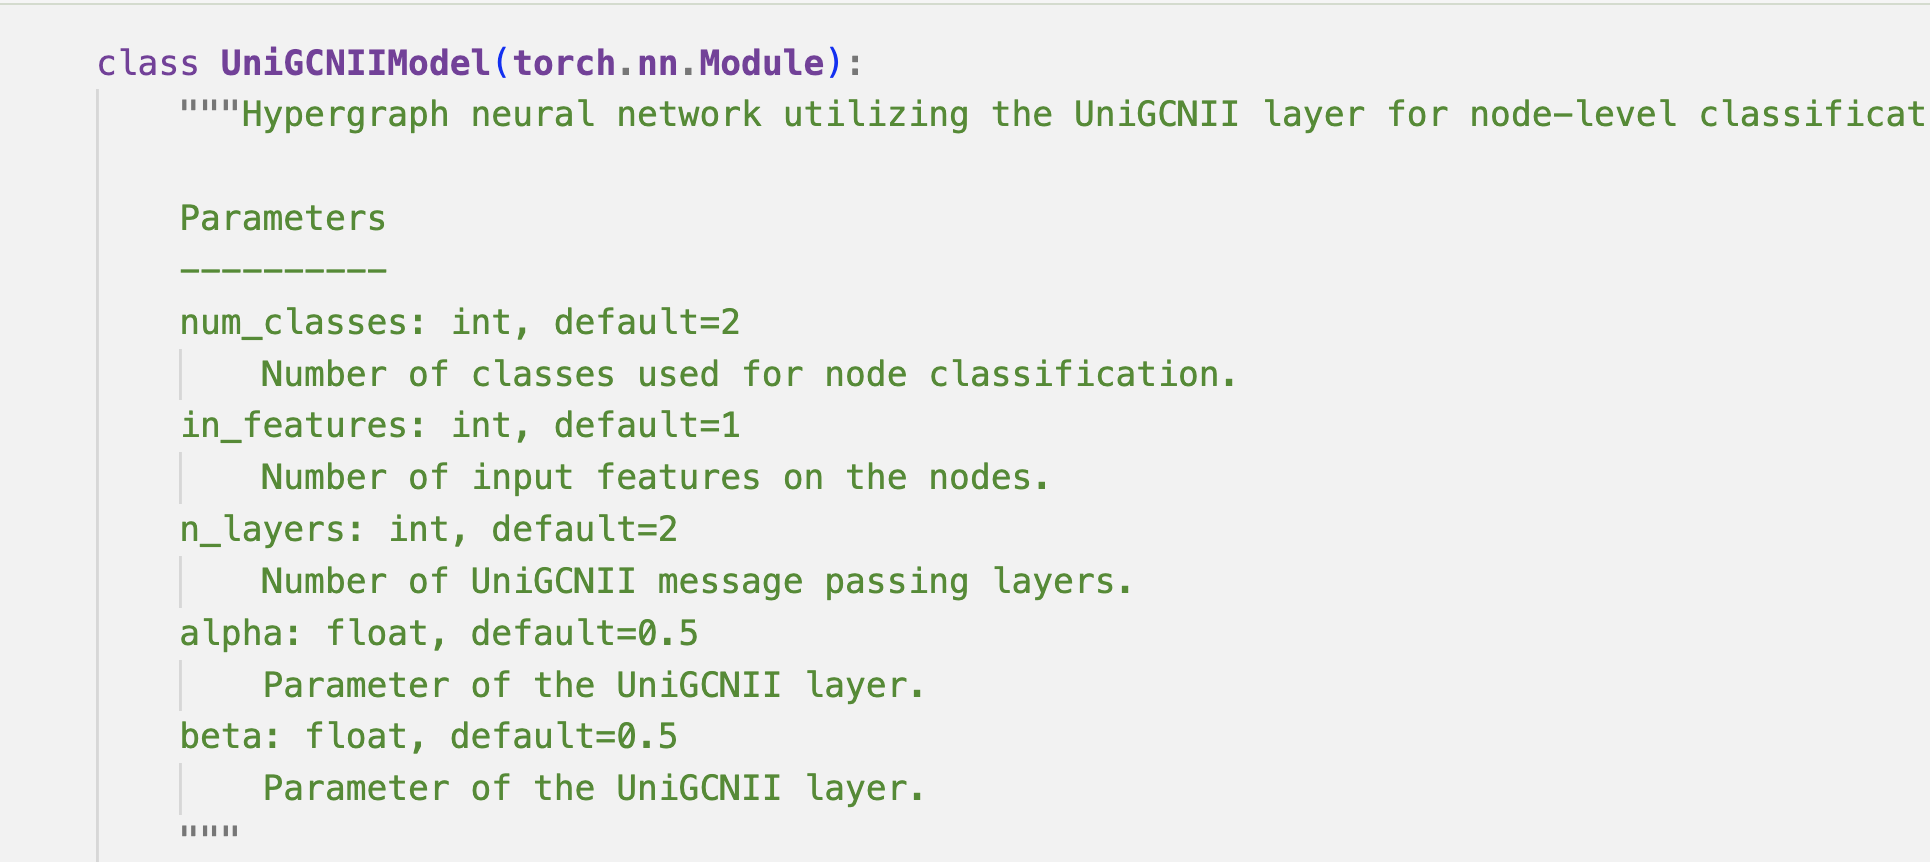 class UniGCNIIModel(torch.nn.Module):
"""Hypergraph neural network utilizing the UniGCNII layer for node-level classificat
Parameters
----------
num_classes: int, default=2
Number of classes used for node classification.
in_features: int, default=1
Number of input features on the nodes.
n_layers: int, default=2
Number of UniGCNII message passing layers.
alpha: float, default=0.5
Parameter of the UniGCNII layer.
beta: float, default=0.5
Parameter of the UniGCNII layer.
"""